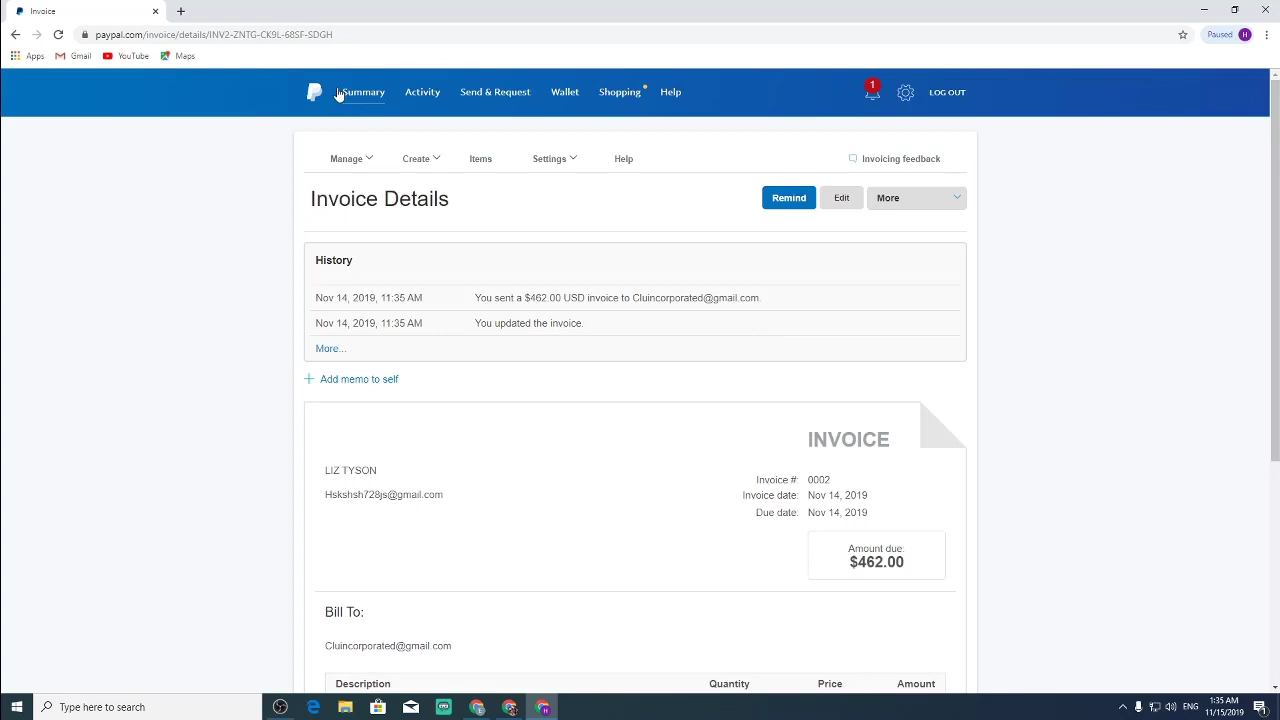 Invoice
paypal.com/invoice/details/INV2-ZNTG-CK9L-68SF-SDGH
Paused H
Apps Gmail YouTube Maps
Summary Activity Send & Request Wallet Shopping Help 1 LOG OUT
Manage Create Items Settings Help Invoicing feedback
Invoice Details Remind Edit More
History
Nov 14, 2019, 11:35 AM You sent a $462.00 USD invoice to Cluincorporated@gmail.com.
Nov 14, 2019, 11:35 AM You updated the invoice.
More...
Add memo to self
INVOICE
LIZ TYSON
Hskshsh728js@gmail.com
Invoice #: 0002
Invoice date: Nov 14, 2019
Due date: Nov 14, 2019
Amount due:
$462.00
Bill To:
Cluincorporated@gmail.com
Description Quantity Price Amount
Type here to search
ENG
1:35 AM
11/15/2019